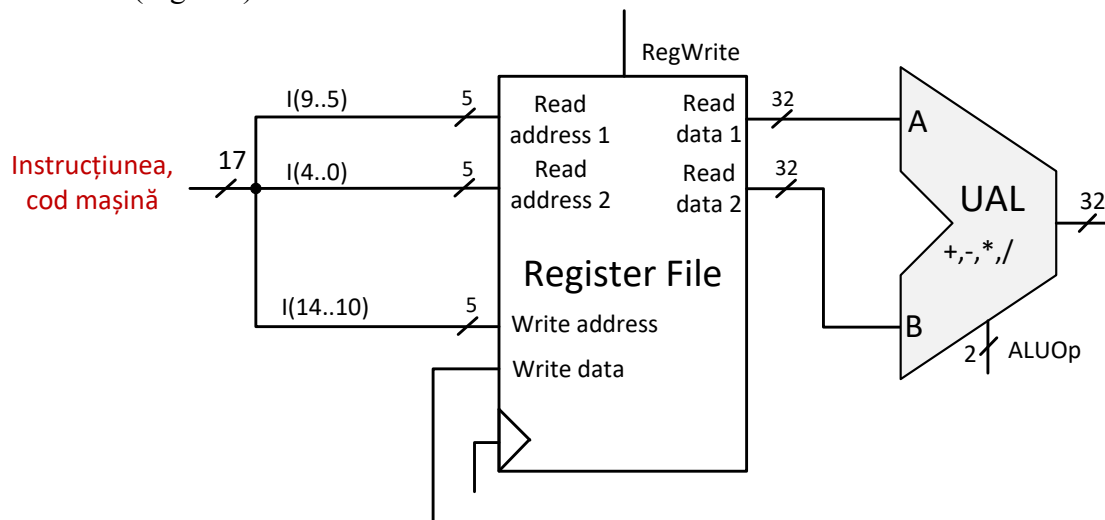 RegWrite
I(9..5)
5
Read
address 1
Read
data 1
32
A
Instrucțiunea,
cod mașină
17
I(4..0)
5
Read
address 2
Read
data 2
32
UAL
+,-,*,/
32
Register File
I(14..10)
5
Write address
B
2
ALUOp
Write data